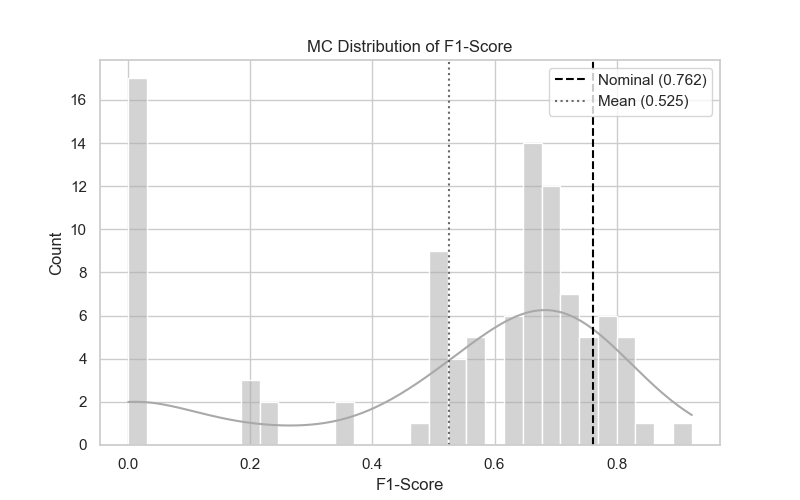 MC Distribution of F1-Score
Nominal (0.762)
Mean (0.525)
Count
16
14
12
10
8
6
4
2
0
0.0 0.2 0.4 0.6 0.8
F1-Score